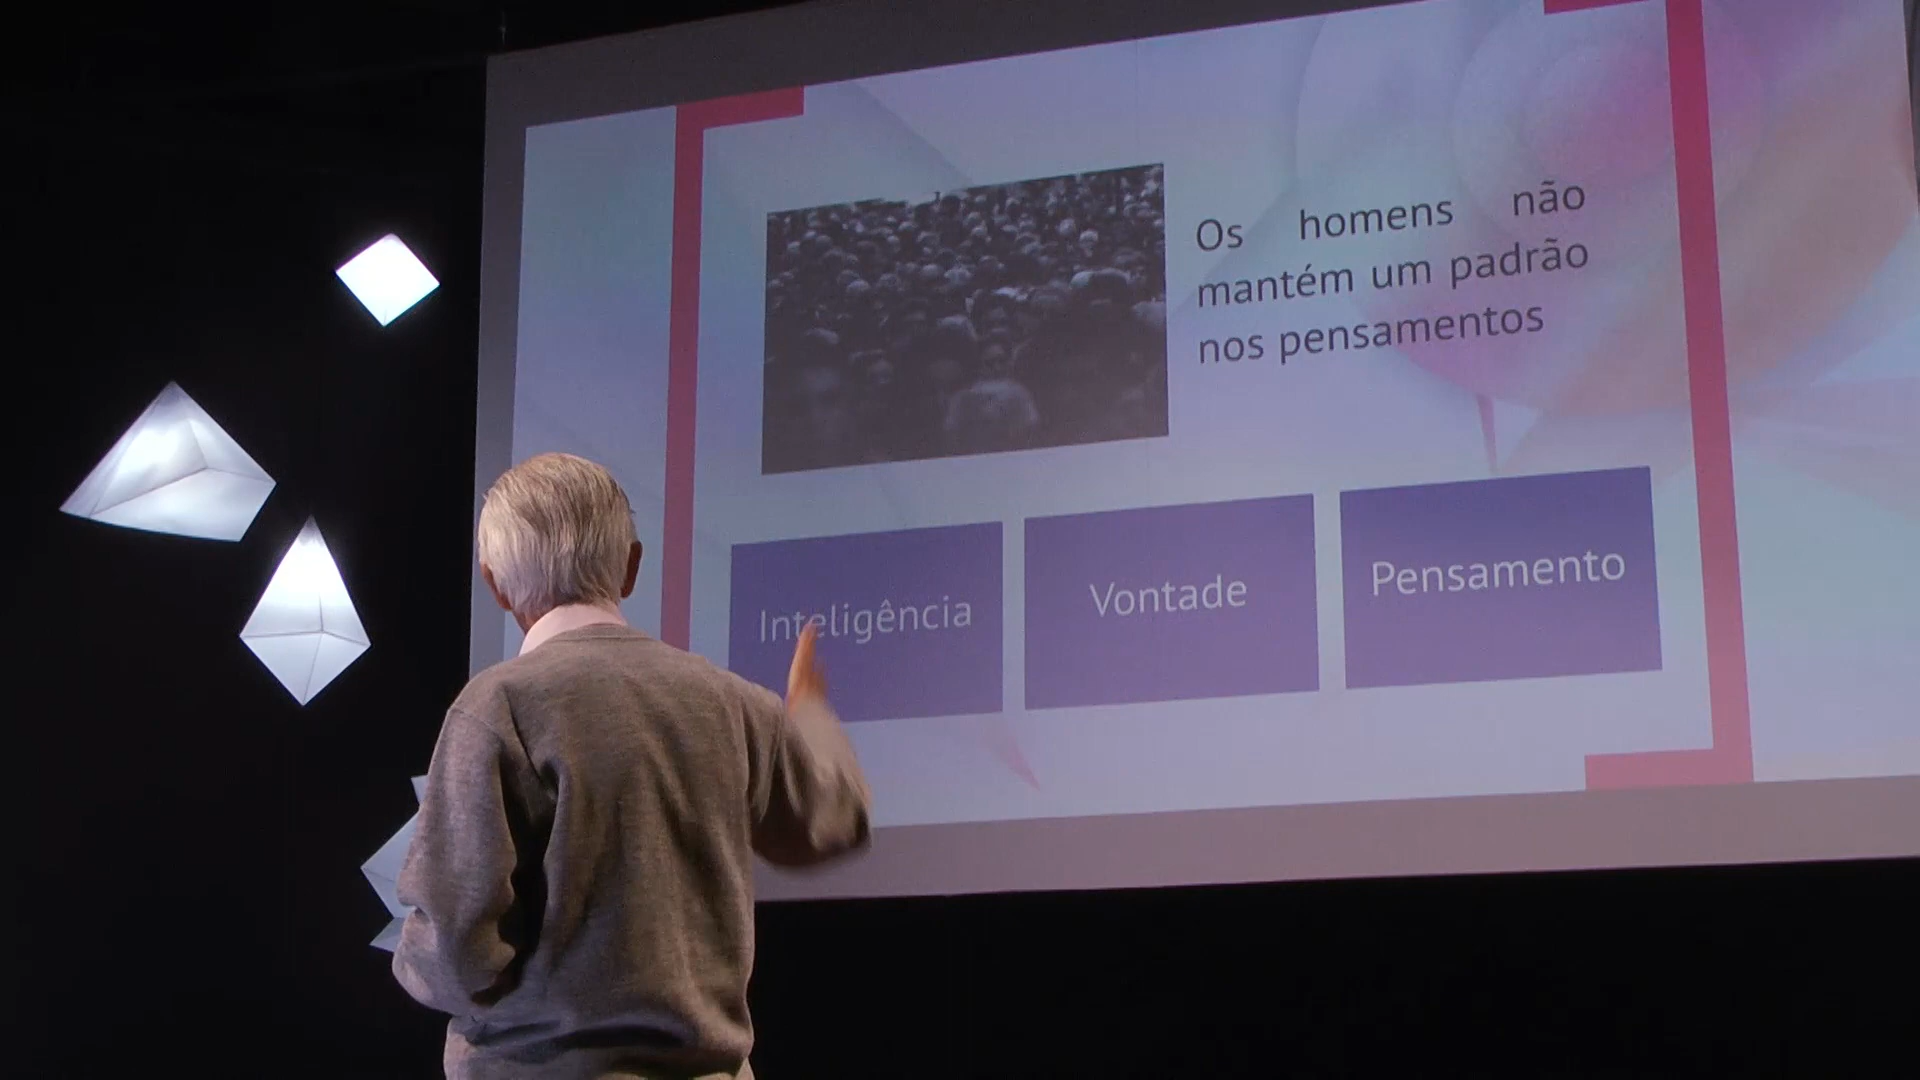 Os homens não
mantém um padrão
nos pensamentos
Inteligência
Vontade
Pensamento